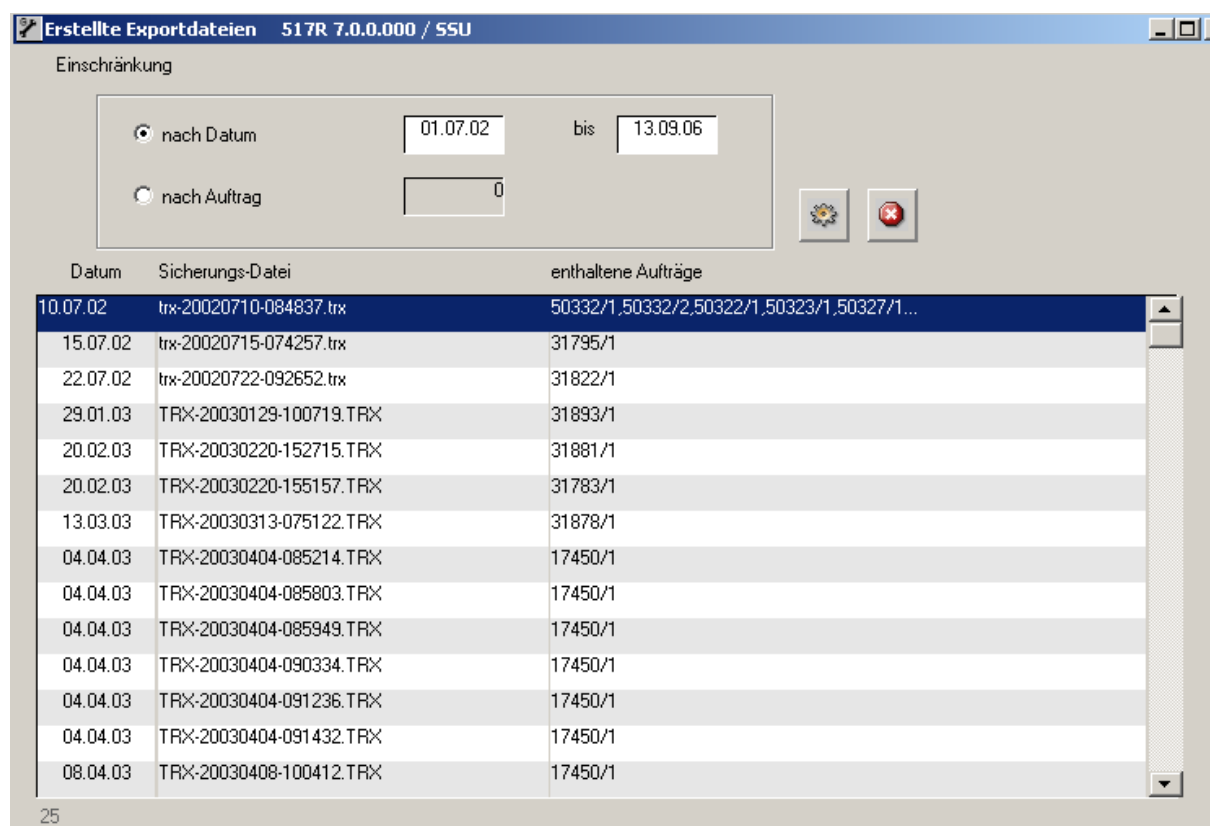 Erstellte Exportdateien 517R 7.0.0.000 / SSU
Einschränkung
nach Datum 01.07.02 bis 13.09.06
nach Auftrag 0
Datum Sicherungs-Datei enthaltene Aufträge
10.07.02 trx-20020710-084837.trx 50332/1,50332/2,50322/1,50323/1,50327/1...
15.07.02 trx-20020715-074257.trx 31795/1
22.07.02 trx-20020722-092652.trx 31822/1
29.01.03 TRX-20030129-100719.TRX 31893/1
20.02.03 TRX-20030220-152715.TRX 31881/1
20.02.03 TRX-20030220-155157.TRX 31783/1
13.03.03 TRX-20030313-075122.TRX 31878/1
04.04.03 TRX-20030404-085214.TRX 17450/1
04.04.03 TRX-20030404-085803.TRX 17450/1
04.04.03 TRX-20030404-085949.TRX 17450/1
04.04.03 TRX-20030404-090334.TRX 17450/1
04.04.03 TRX-20030404-091236.TRX 17450/1
04.04.03 TRX-20030404-091432.TRX 17450/1
08.04.03 TRX-20030408-100412.TRX 17450/1
25